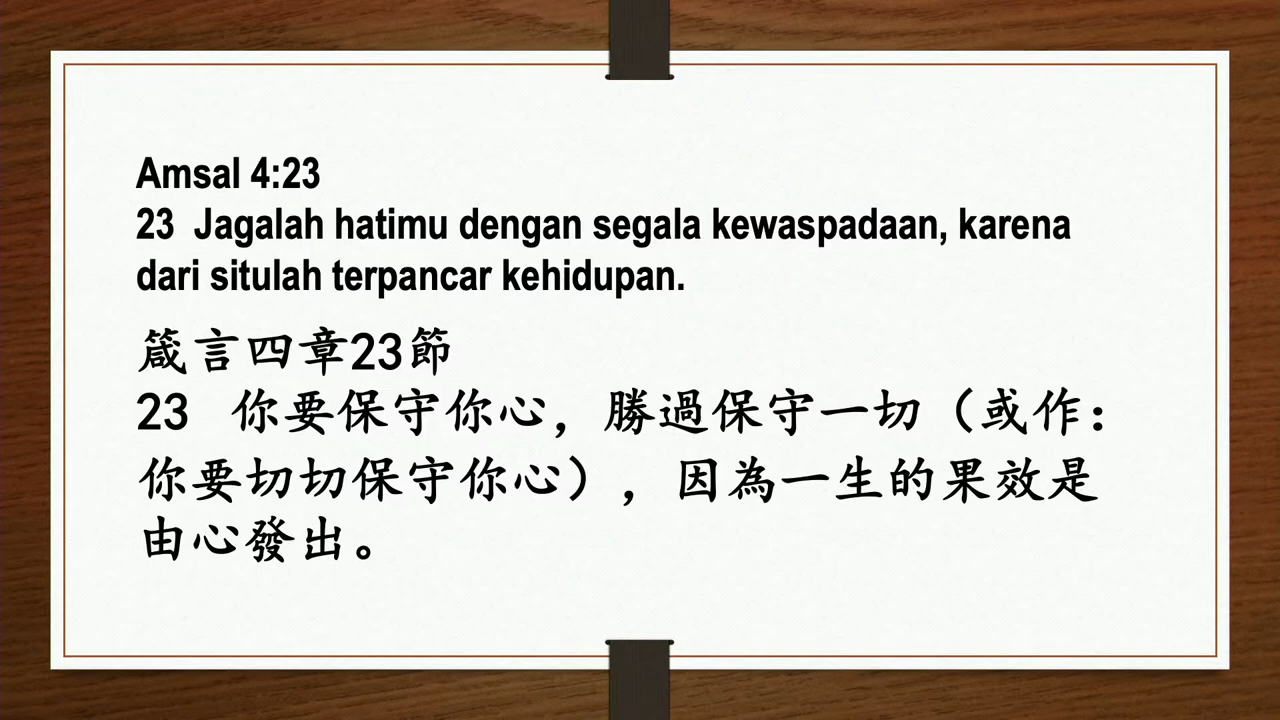 Amsal 4:23
23 Jagalah hatimu dengan segala kewaspadaan, karena
dari situlah terpancar kehidupan.
箴言四章23節
23 你要保守你心，勝過保守一切（或作：
你要切切保守你心），因為一生的果效是
由心發出。